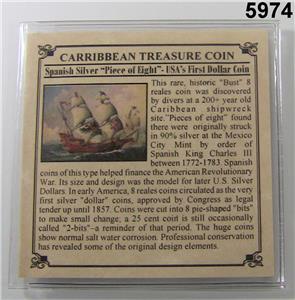 5974
CARRIBBEAN TREASURE COIN
Spanish Silver "Piece of Eight"- USA's First Dollar Coin
This rare, historic "Bust" 8
reales coin was discovered
by divers at a 200+ year old
Caribbean shipwreck
site. "Pieces of eight" found
there were originally struck
in 90% silver at the Mexico
City Mint by order of
Spanish King Charles III
between 1772-1783. Spanish
coins of this type helped finance the American Revolutionary
War. Its size and design was the model for later U.S. Silver
Dollars. In early America, 8 reales coins circulated as the very
first silver "dollar" coins, approved by Congress as legal
tender up until 1857. Coins were cut into 8 pie-shaped "bits"
to make small change; a 25 cent coint is still occasionally
called "2-bits"–a reminder of that period. The huge coins
show normal salt water corrosion. Professional conservation
has revealed some of the original design elements.